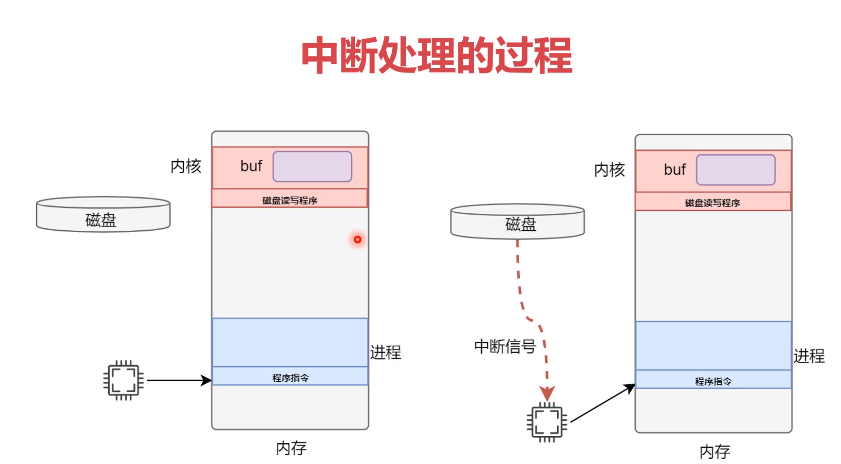 中断处理的过程
内核
buf
磁盘读写程序
磁盘
进程
程序指令
内存
内核
buf
磁盘读写程序
磁盘
中断信号
进程
程序指令
内存